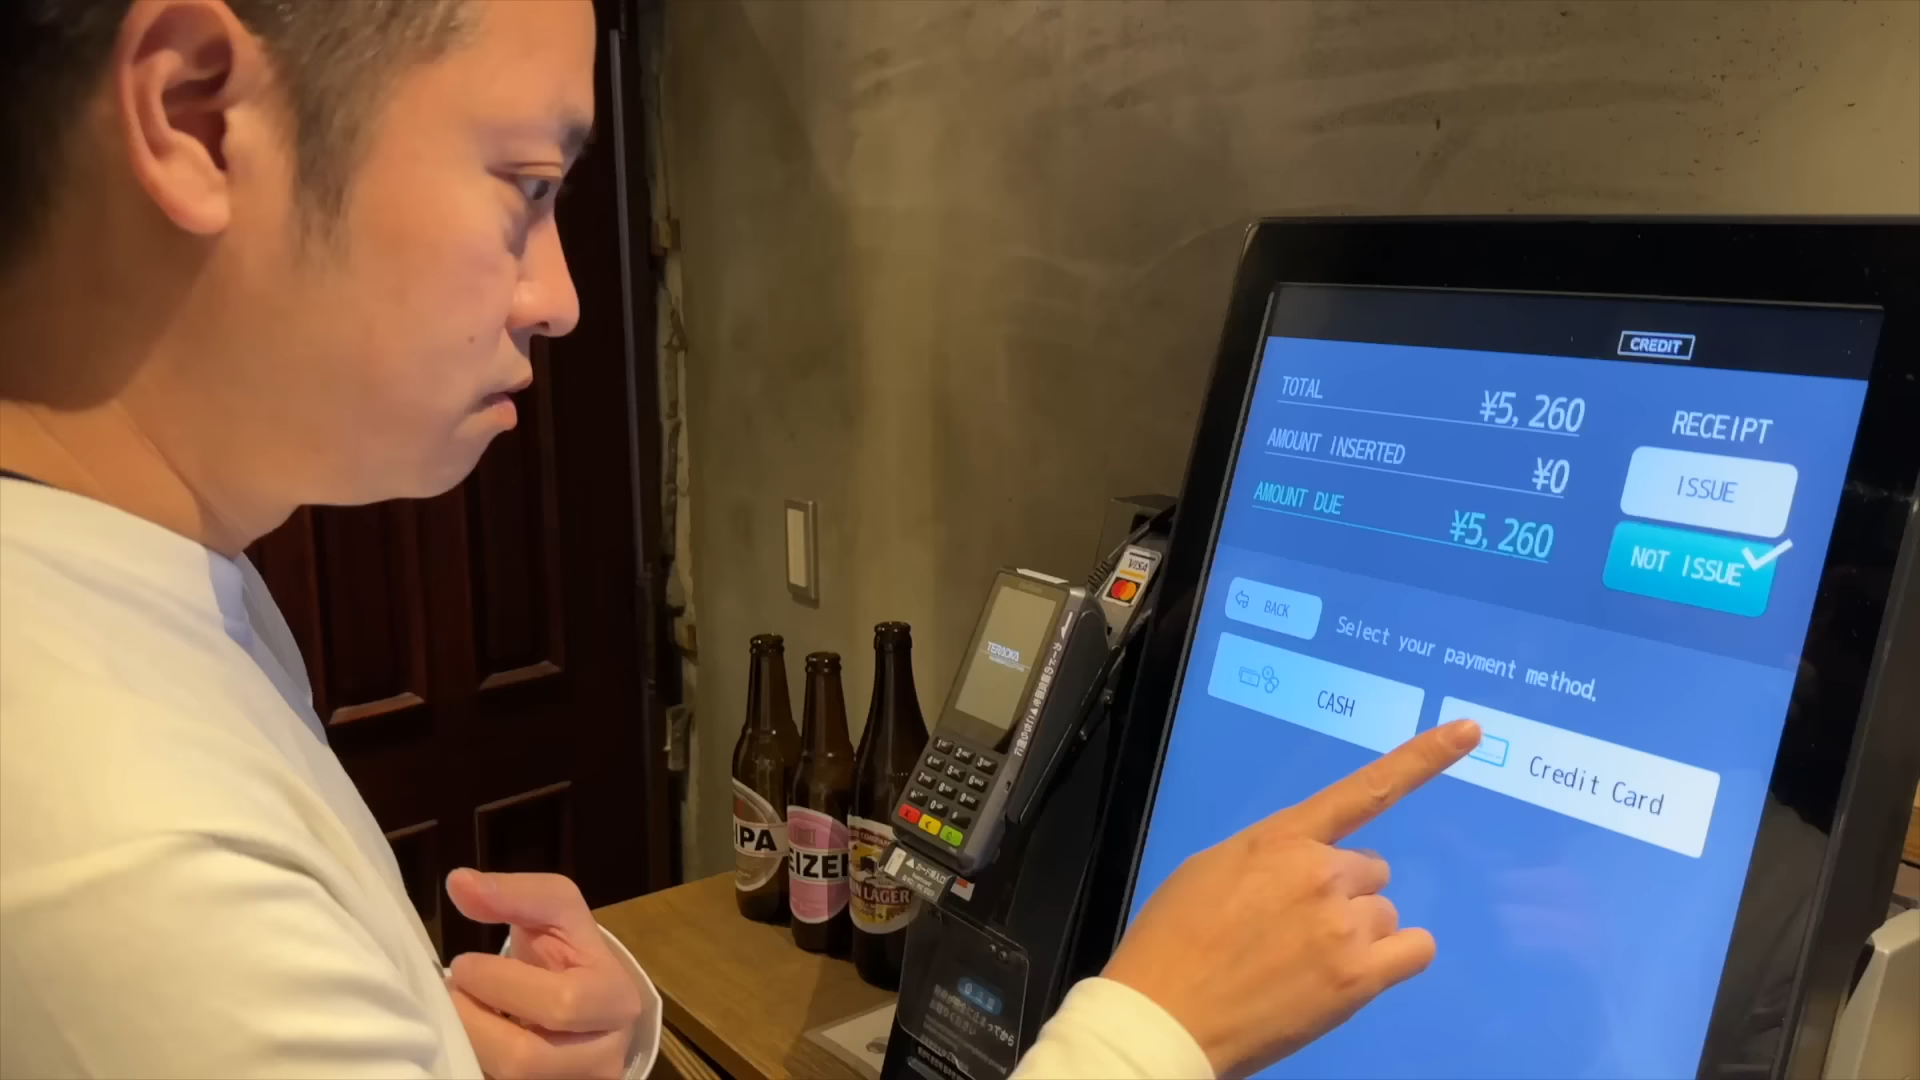 CREDIT
TOTAL
¥5,260
AMOUNT INSERTED
¥0
AMOUNT DUE
¥5,260
RECEIPT
ISSUE
NOT ISSUE
BACK
Select your payment method.
CASH
Credit Card
VISA
TERAOKA
IPA
EIZEN
LAGER